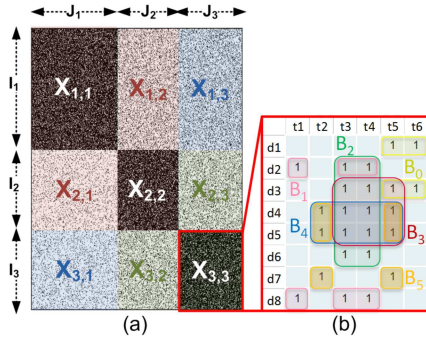 J1 J2 J3
I1 X1,1 X1,2 X1,3
I2 X2,1 X2,2
I3 X3,1 X3,2 X3,3
(a)
t1 t2 t3 t4 t5 t6
B2
d1 1 1
d2 1 1 1 B0
B1 d3 1 1 1 1
d4 1 1 1 1
B4 B3
d5 1 1 1 1
d6 1 1
d7 1 1 B5
d8 1 1 1
(b)